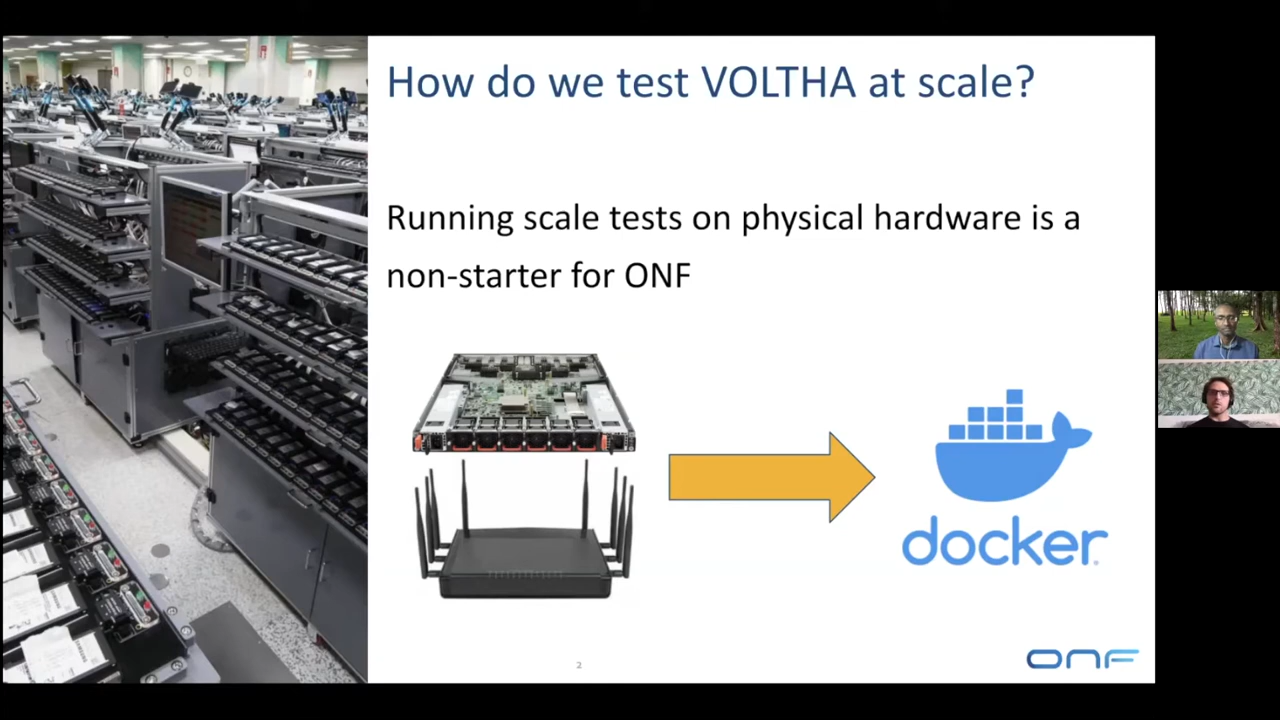 How do we test VOLTHA at scale?
Running scale tests on physical hardware is a
non-starter for ONF
docker
2
ONF